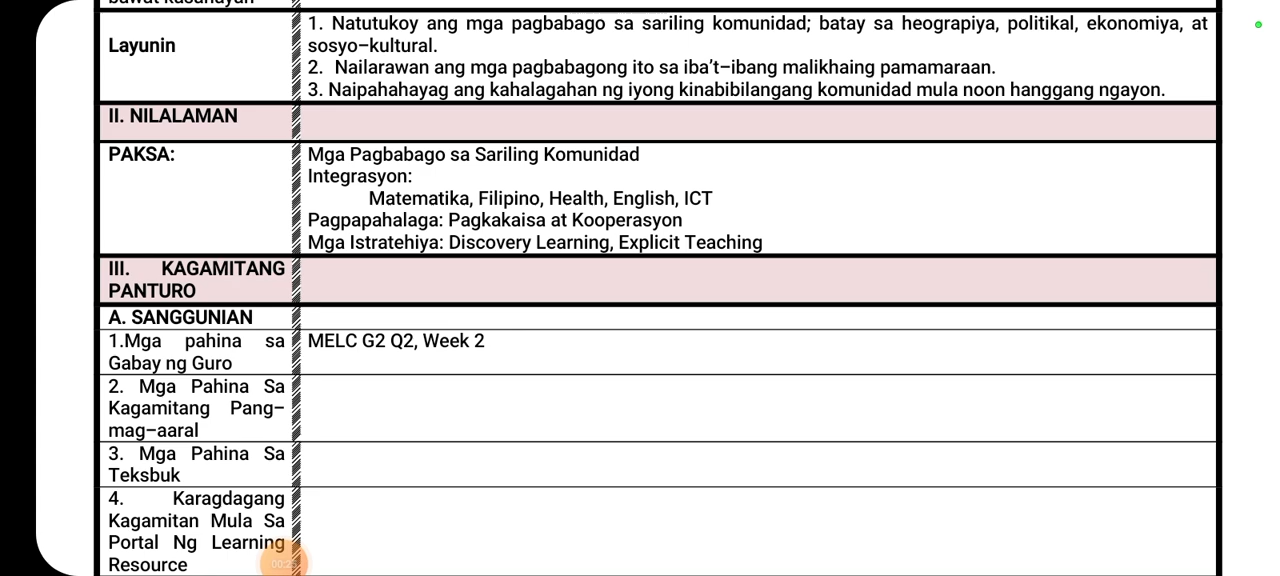 Layunin
1. Natutukoy ang mga pagbabago sa sariling komunidad; batay sa heograpiya, politikal, ekonomiya, at
sosyo–kultural.
2. Nailarawan ang mga pagbabagong ito sa iba't–ibang malikhaing pamamaraan.
3. Naipahahayag ang kahalagahan ng iyong kinabibilangang komunidad mula noon hanggang ngayon.
II. NILALAMAN
PAKSA:
Mga Pagbabago sa Sariling Komunidad
Integrasyon:
Matematika, Filipino, Health, English, ICT
Pagpapahalaga: Pagkakaisa at Kooperasyon
Mga Istratehiya: Discovery Learning, Explicit Teaching
III. KAGAMITANG
PANTURO
A. SANGGUNIAN
1.Mga pahina sa
Gabay ng Guro
MELC G2 Q2, Week 2
2. Mga Pahina Sa
Kagamitang Pang–
mag–aaral
3. Mga Pahina Sa
Teksbuk
4. Karagdagang
Kagamitan Mula Sa
Portal Ng Learning
Resource